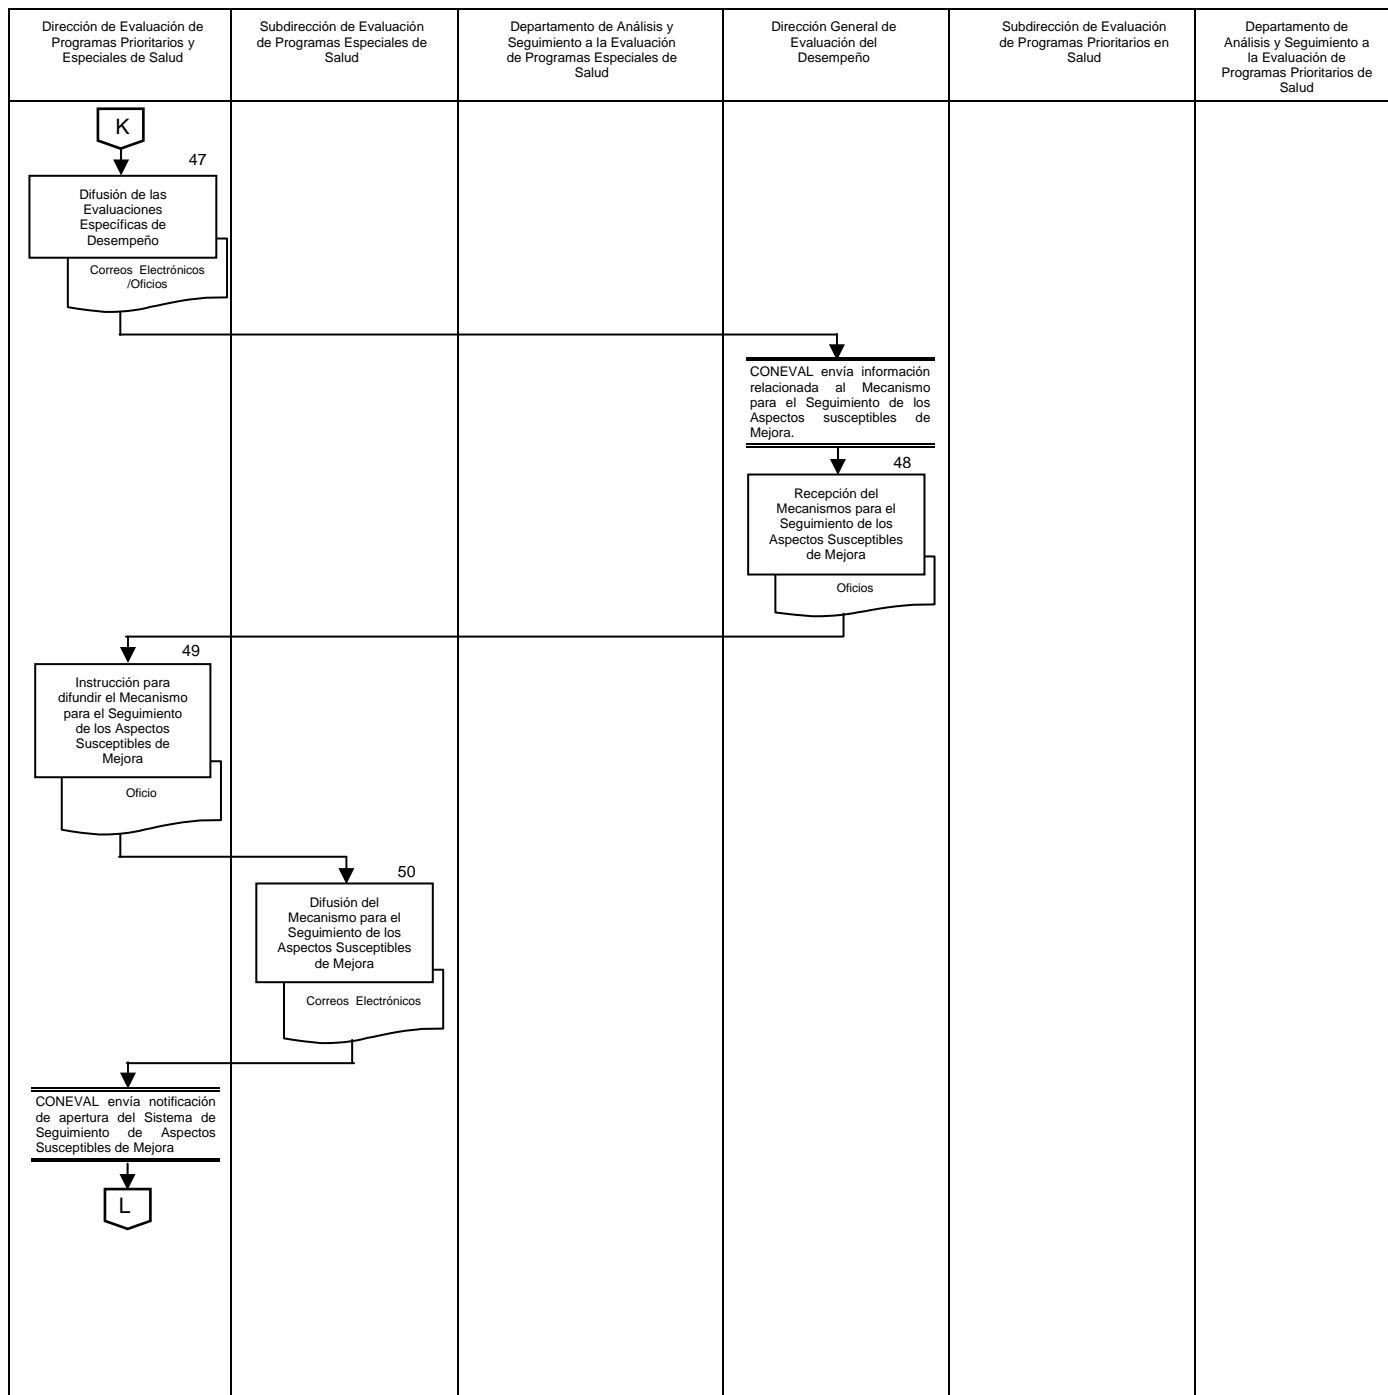 Dirección de Evaluación de
Programas Prioritarios y
Especiales de Salud
Subdirección de Evaluación
de Programas Especiales de
Salud
Departamento de Análisis y
Seguimiento a la Evaluación
de Programas Especiales de
Salud
Dirección General de
Evaluación del
Desempeño
Subdirección de Evaluación
de Programas Prioritarios en
Salud
Departamento de
Análisis y Seguimiento a
la Evaluación de
Programas Prioritarios de
Salud
K
47
Difusión de las
Evaluaciones
Específicas de
Desempeño
Correos Electrónicos
/Oficios
CONEVAL envía información
relacionada al Mecanismo
para el Seguimiento de los
Aspectos susceptibles de
Mejora.
48
Recepción del
Mecanismos para el
Seguimiento de los
Aspectos Susceptibles
de Mejora
Oficios
49
Instrucción para
difundir el Mecanismo
para el Seguimiento
de los Aspectos
Susceptibles de
Mejora
Oficio
50
Difusión del
Mecanismo para el
Seguimiento de los
Aspectos Susceptibles
de Mejora
Correos Electrónicos
CONEVAL envía notificación
de apertura del Sistema de
Seguimiento de Aspectos
Susceptibles de Mejora
L